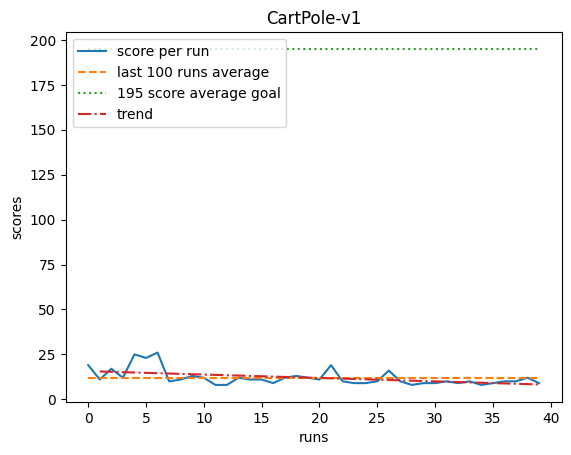 CartPole-v1
score per run
last 100 runs average
195 score average goal
trend
scores
200
175
150
125
100
75
50
25
0
0 5 10 15 20 25 30 35 40
runs